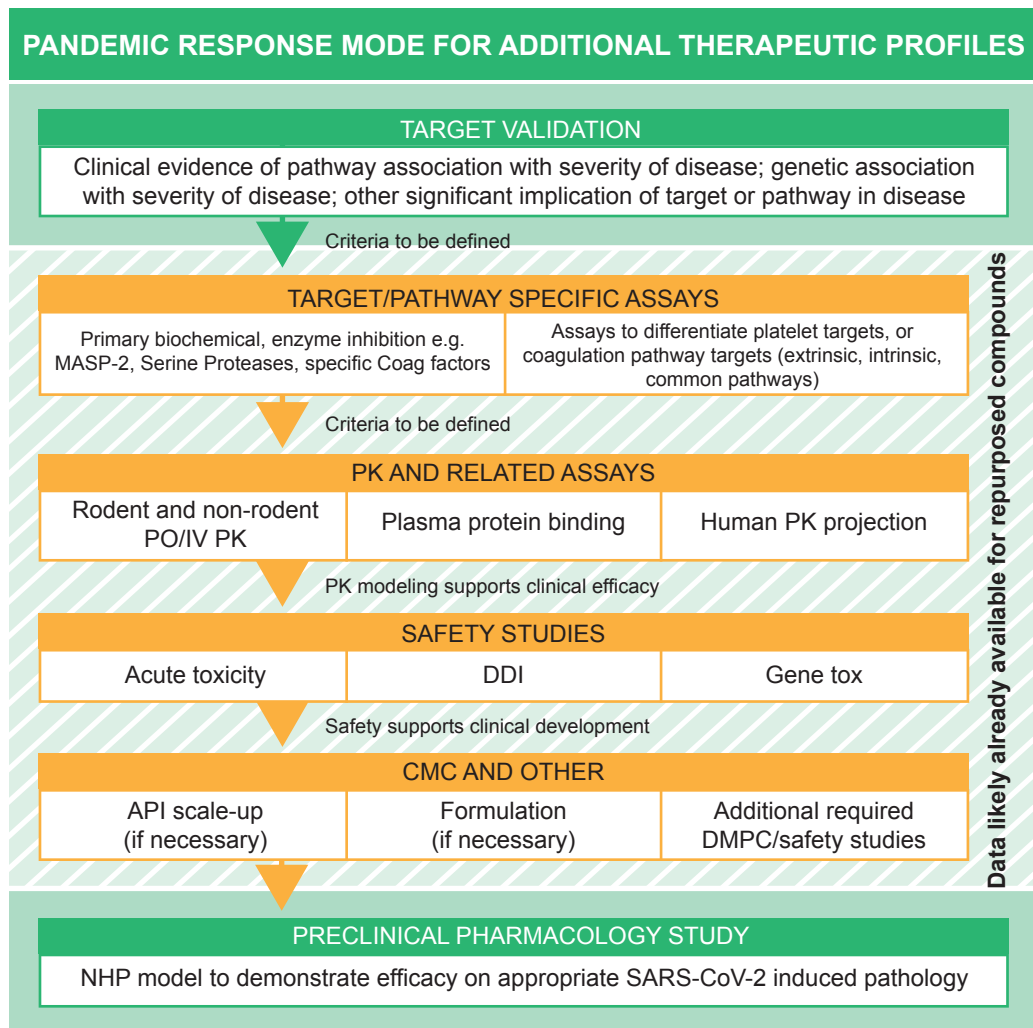 PANDEMIC RESPONSE MODE FOR ADDITIONAL THERAPEUTIC PROFILES
TARGET VALIDATION
Clinical evidence of pathway association with severity of disease; genetic association
with severity of disease; other significant implication of target or pathway in disease
Criteria to be defined
TARGET/PATHWAY SPECIFIC ASSAYS
Primary biochemical, enzyme inhibition e.g.
MASP-2, Serine Proteases, specific Coag factors
Assays to differentiate platelet targets, or
coagulation pathway targets (extrinsic, intrinsic,
common pathways)
Criteria to be defined
PK AND RELATED ASSAYS
Rodent and non-rodent
PO/IV PK
Plasma protein binding
Human PK projection
PK modeling supports clinical efficacy
SAFETY STUDIES
Acute toxicity
DDI
Gene tox
Safety supports clinical development
CMC AND OTHER
API scale-up
(if necessary)
Formulation
(if necessary)
Additional required
DMPC/safety studies
Data likely already available for repurposed compounds
PRECLINICAL PHARMACOLOGY STUDY
NHP model to demonstrate efficacy on appropriate SARS-CoV-2 induced pathology